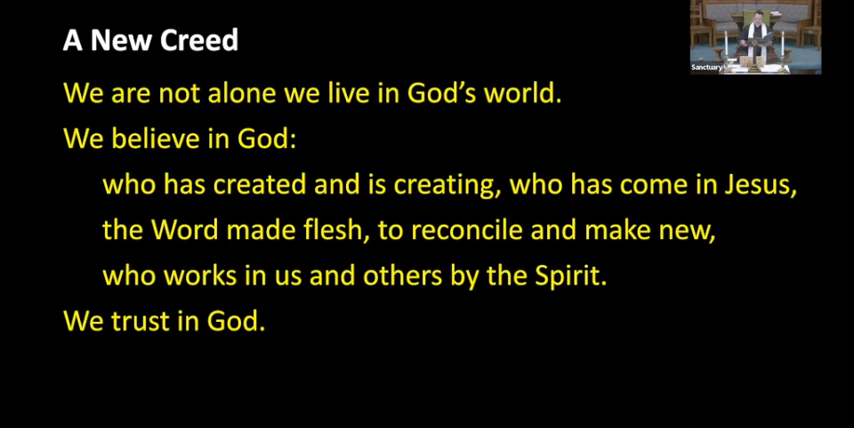 A New Creed
We are not alone we live in God's world.
We believe in God:
who has created and is creating, who has come in Jesus,
the Word made flesh, to reconcile and make new,
who works in us and others by the Spirit.
We trust in God.
Sanctuary